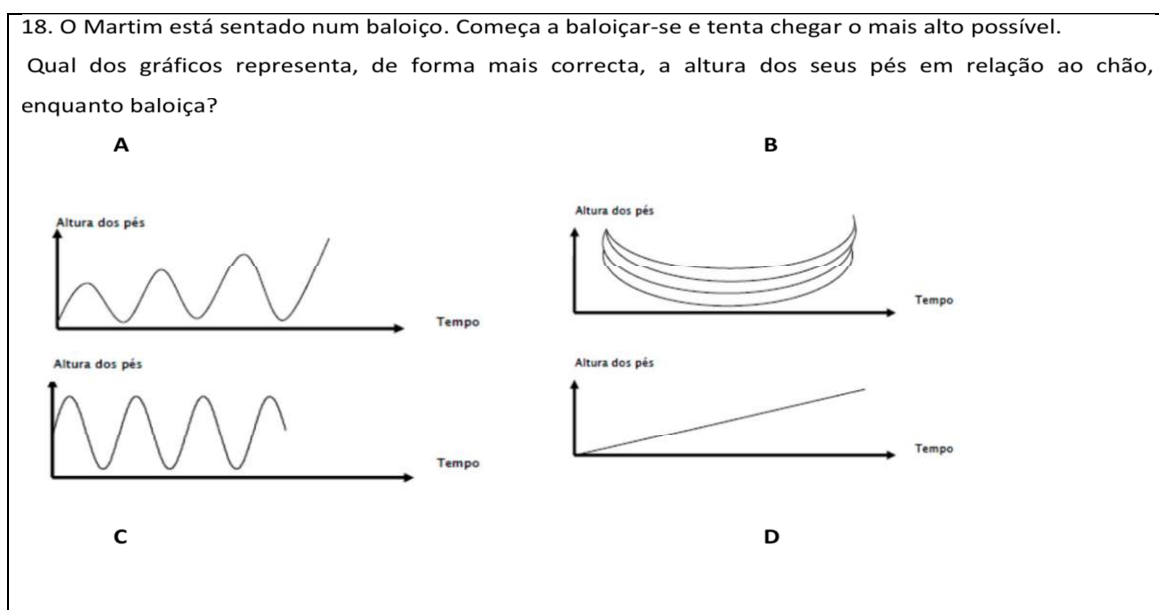 18. O Martim está sentado num baloiço. Começa a baloiçar-se e tenta chegar o mais alto possível.
Qual dos gráficos representa, de forma mais correcta, a altura dos seus pés em relação ao chão,
enquanto baloiça?
A
B
Altura dos pés
Tempo
Altura dos pés
Tempo
Altura dos pés
Tempo
Altura dos pés
Tempo
C
D